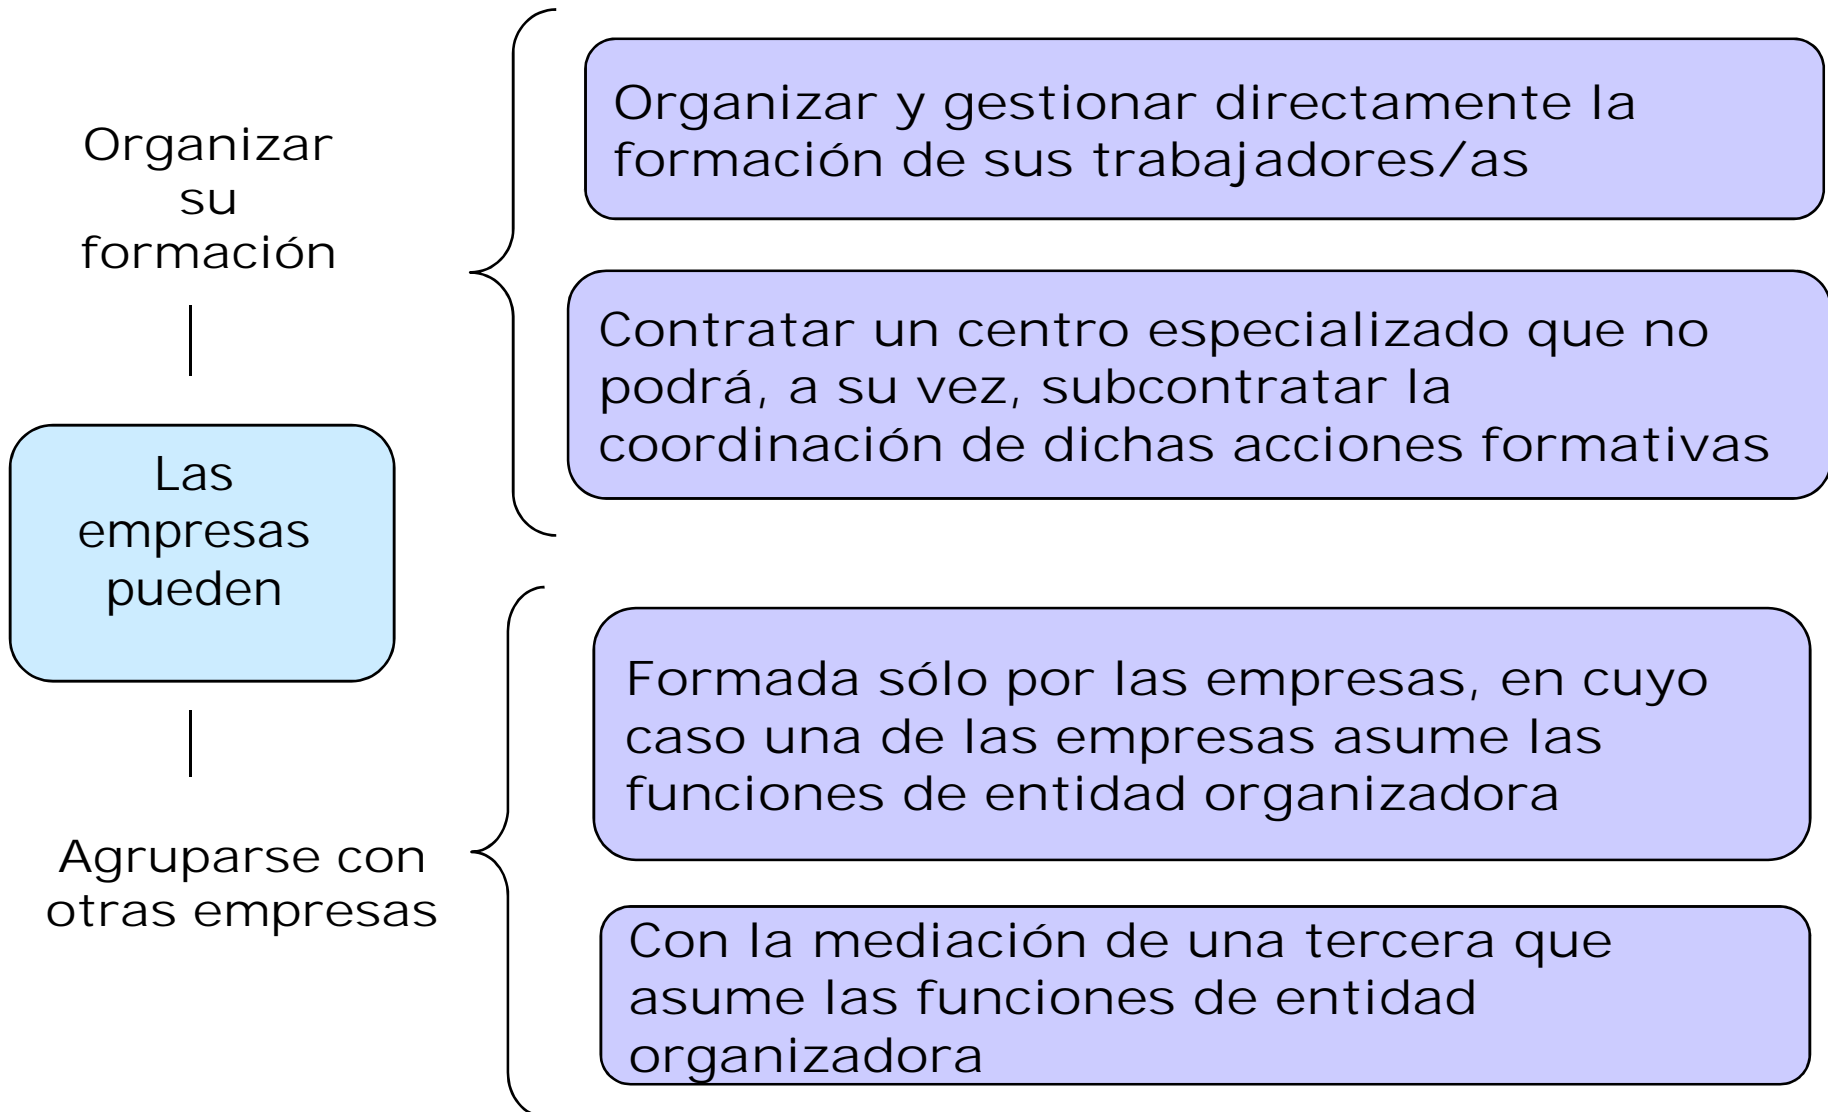 Organizar
su
formación
Organizar y gestionar directamente la
formación de sus trabajadores/as
Contratar un centro especializado que no
podrá, a su vez, subcontratar la
coordinación de dichas acciones formativas
Las
empresas
pueden
Agruparse con
otras empresas
Formada sólo por las empresas, en cuyo
caso una de las empresas asume las
funciones de entidad organizadora
Con la mediación de una tercera que
asume las funciones de entidad
organizadora